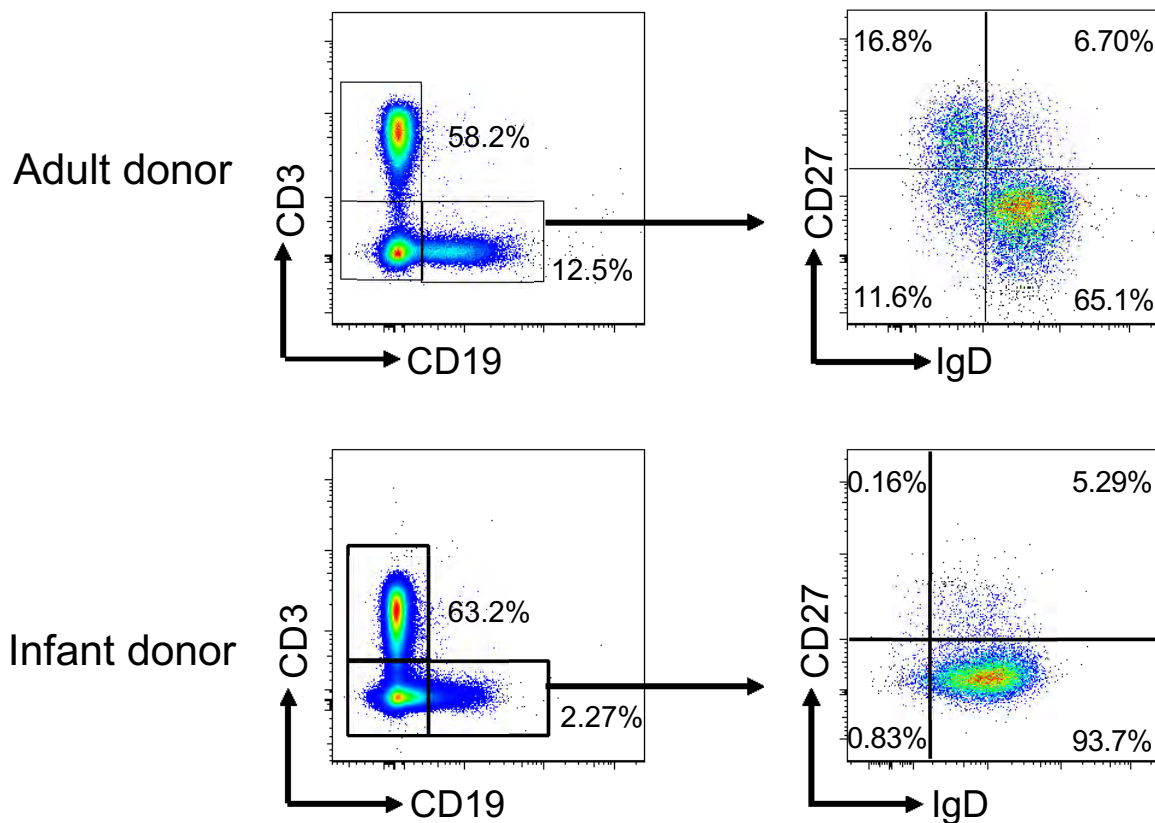 16.8%
6.70%
Adult donor
CD3
58.2%
CD27
12.5%
11.6%
65.1%
CD19
IgD
0.16%
5.29%
Infant donor
CD3
63.2%
CD27
2.27%
0.83%
93.7%
CD19
IgD